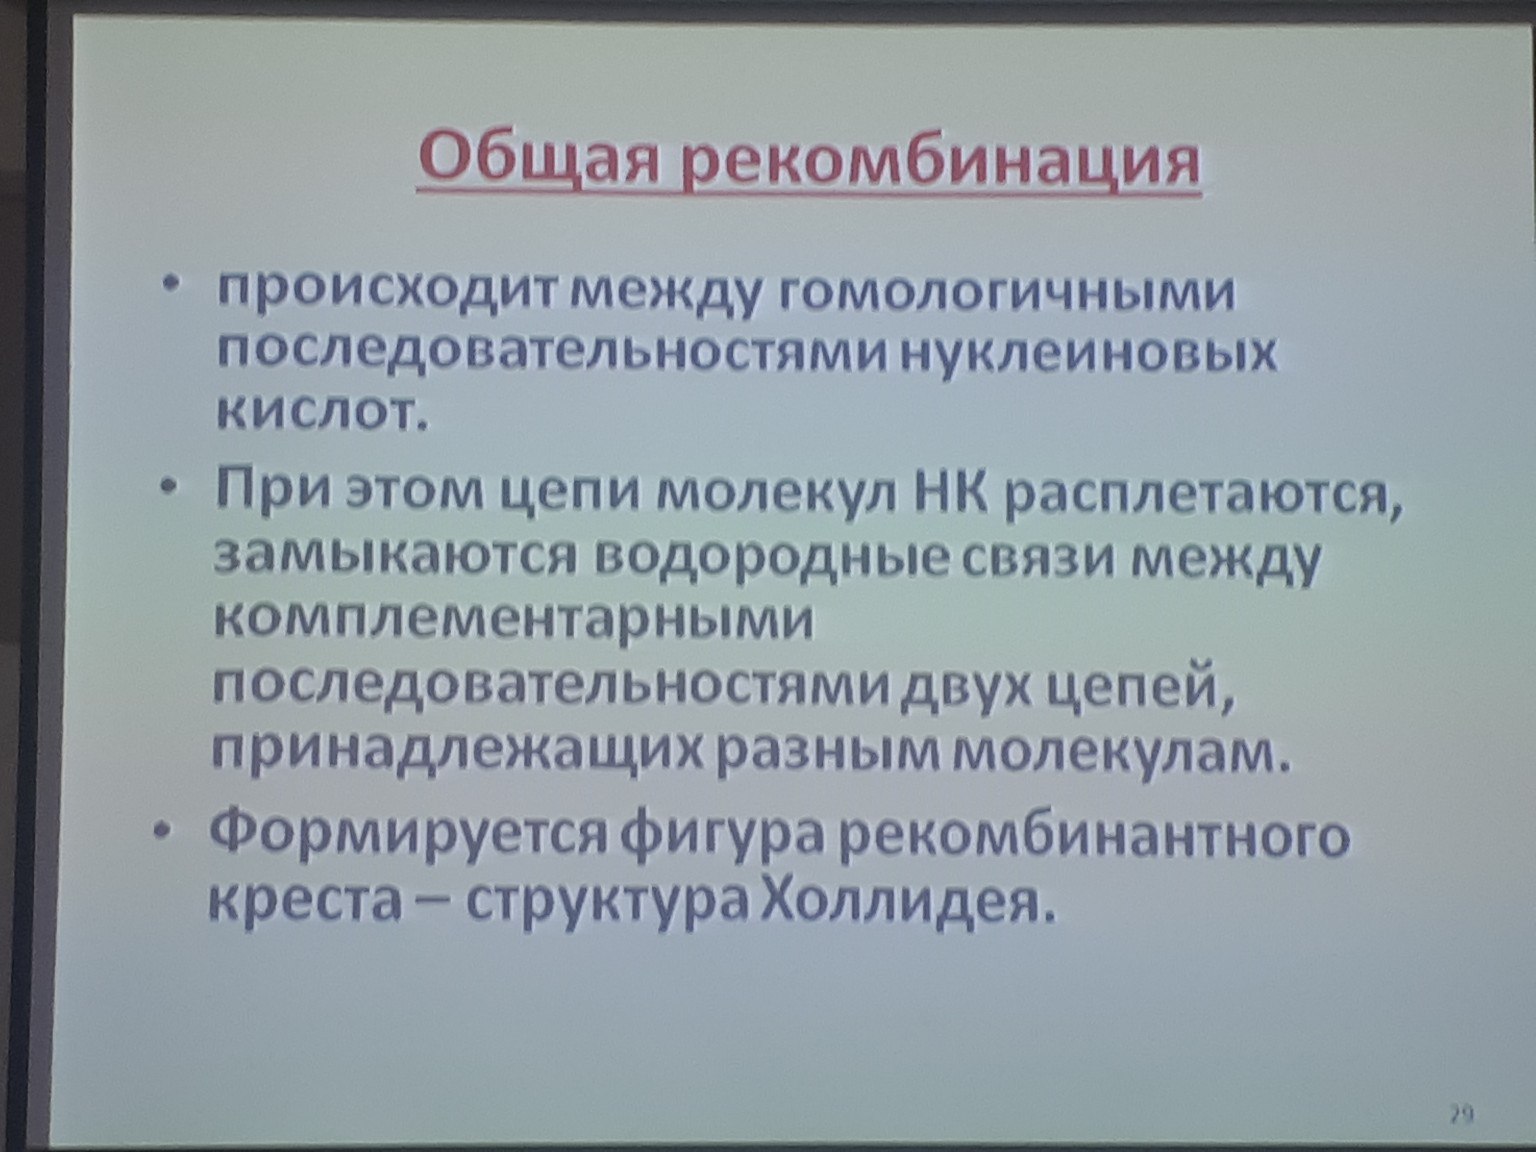 Общая рекомбинация
• происходит между гомологичными
последовательностями нуклеиновых
кислот.
• При этом цепи молекул НК расплетаются,
замыкаются водородные связи между
комплементарными
последовательностями двух цепей,
принадлежащих разным молекулам.
• Формируется фигура рекомбинантного
креста – структура Холлидея.
29